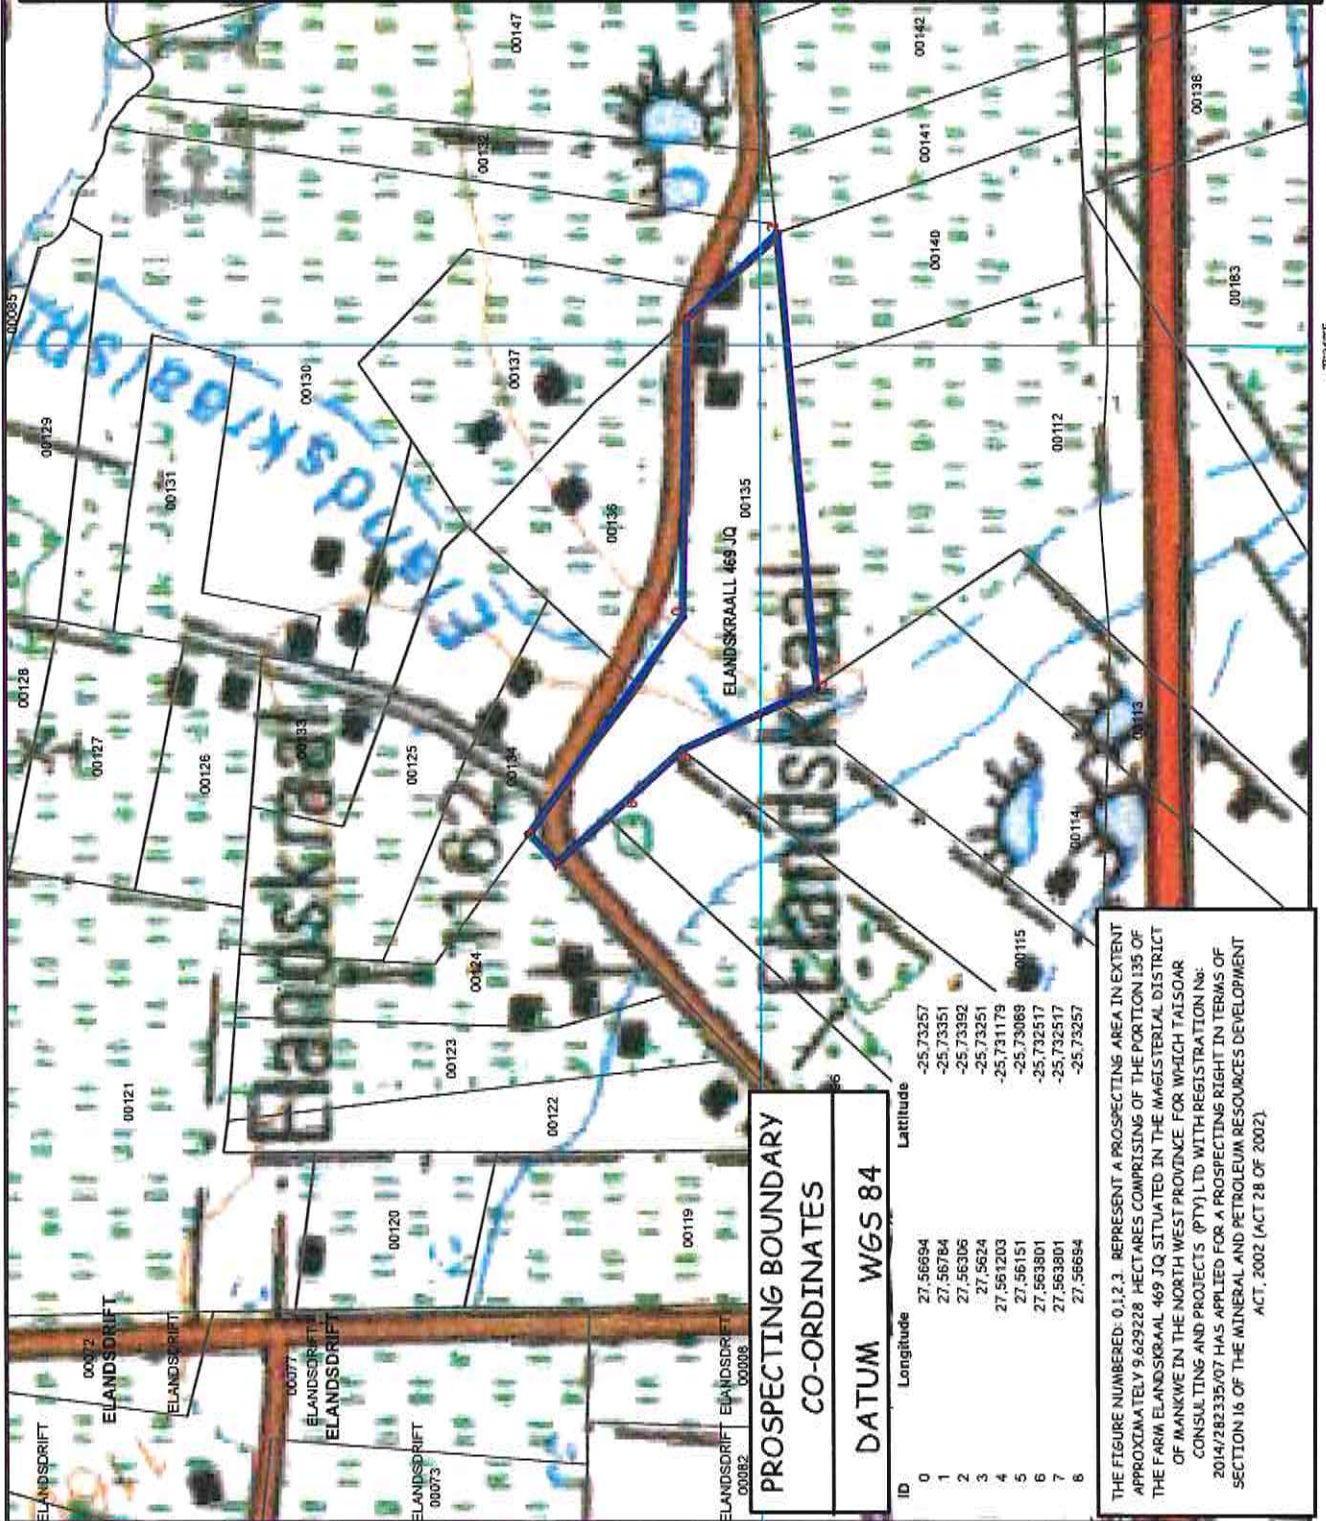 PROSPECTING BOUNDARY
CO-ORDINATES
DATUM WGS 84
ID Longitude Lattitude
0 27,56694 -25,73257
1 27,56784 -25,73351
2 27,56306 -25,73392
3 27,5624 -25,73251
4 27,561203 -25,731179
5 27,56151 -25,73089
6 27,563801 -25,732517
7 27,563801 -25,732517
8 27,56694 -25,73257
THE FIGURE NUMBERED: 0,1,2,3 REPRESENT A PROSPECTING AREA IN EXTENT
APPROXIMATELY 9.629228 HECTARES COMPRISING OF THE PORTION 135 OF
THE FARM ELANDSKRAAL 469 JQ SITUATED IN THE MAGISTERIAL DISTRICT
OF MANKWE IN THE NORTH WEST PROVINCE FOR WHICH TAISOAR
CONSULTING AND PROJECTS (PTY) LTD WITH REGISTRATION No:
2014/282335/07 HAS APPLIED FOR A PROSPECTING RIGHT IN TERMS OF
SECTION 16 OF THE MINERAL AND PETROLEUM RESOURCES DEVELOPMENT
ACT, 2002 (ACT 28 OF 2002).
ELANDSKRAALL 469 JQ
00135
Elandskraal
Elandskraal
1162
00085
00129
00131
00130
00128
00127
00126
00133
00125
00134
00124
00123
00121
00122
00120
00119
00137
00136
00132
00147
00142
00141
00140
00138
00183
00112
00113
00114
00115
00072
ELANDSDRIFT
ELANDSDRIFT
00077
ELANDSDRIFT
ELANDSDRIFT
ELANDSDRIFT
ELANDSDRIFT
00073
ELANDSDRIFT
00082
ELANDSDRIFT
00008